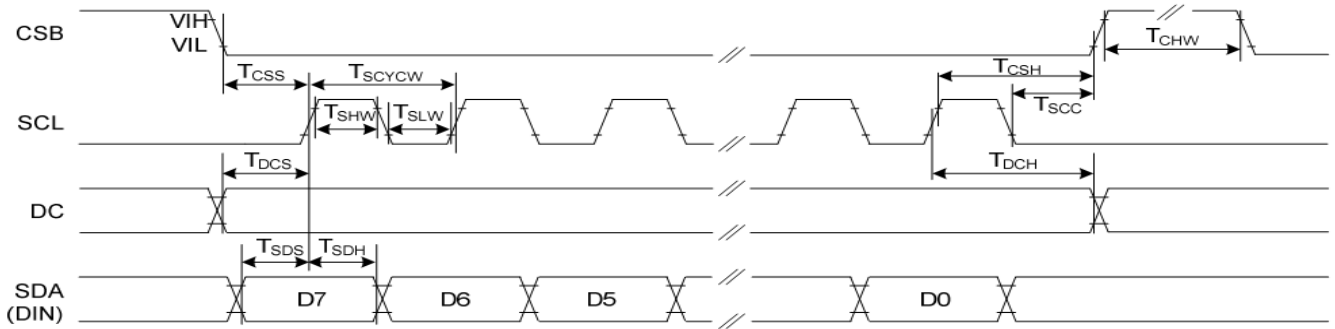 CSB
VIH
VIL
TCHW
TCSS
TSCYCW
TCSH
SCL
TSHW
TSLW
TSCC
TDCS
TDCH
DC
TSDS
TSDH
SDA
(DIN)
D7
D6
D5
D0